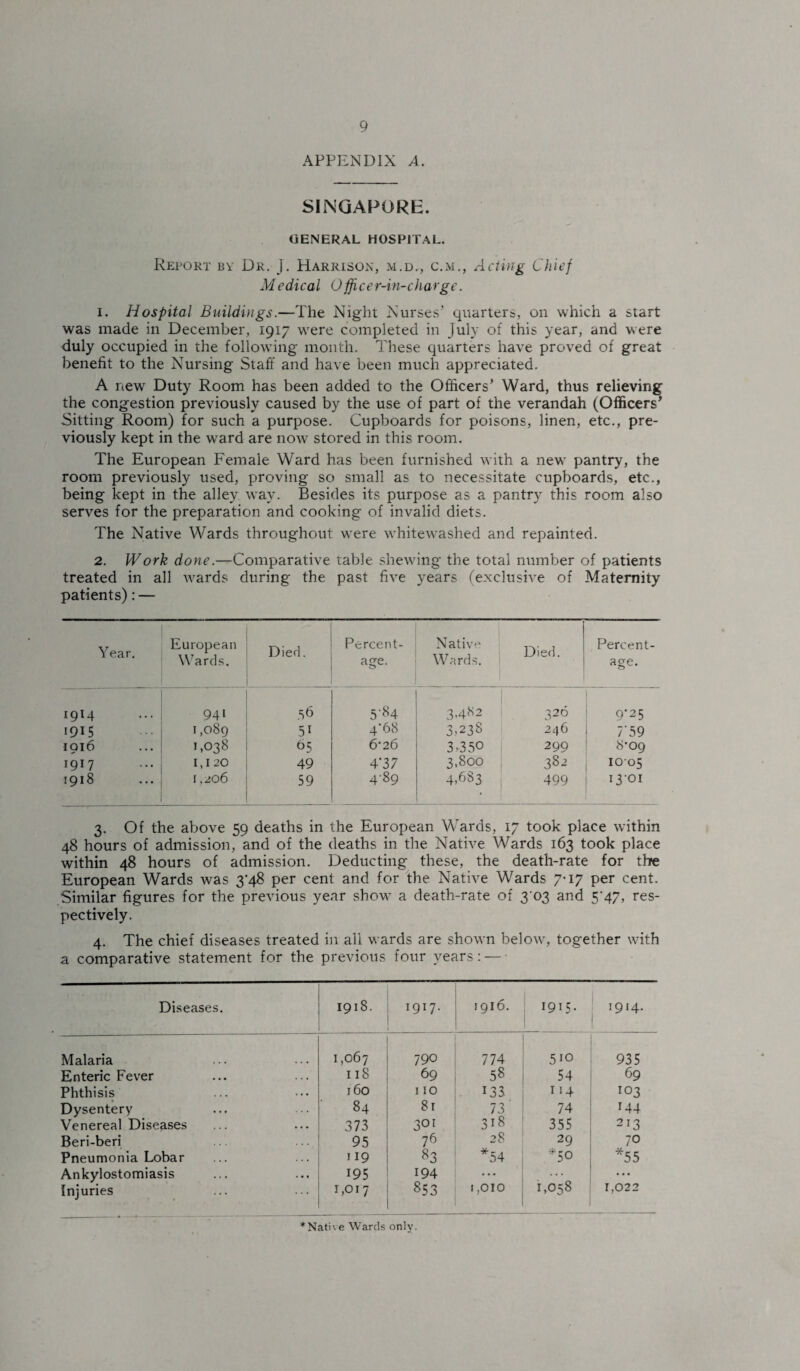 9
APPENDIX A.
SINGAPORE.
GENERAL HOSPITAL.
Report by Dr. J. Harrison, m.d., c.m., Acting Chief
Medical Officer-in-charge.
1. Hospital Buildings.—The Night Nurses' quarters, on which a start
was made in December, 1917 were completed in July of this year, and were
duly occupied in the following month. These quarters have proved of great
benefit to the Nursing Staff and have been much appreciated.
A new Duty Room has been added to the Officers' Ward, thus relieving
the congestion previously caused by the use of part of the verandah (Officers'
Sitting Room) for such a purpose. Cupboards for poisons, linen, etc., pre-
viously kept in the ward are now stored in this room.
The European Female Ward has been furnished with a new pantry, the
room previously used, proving so small as to necessitate cupboards, etc.,
being kept in the alley way. Besides its purpose as a pantry this room also
serves for the preparation and cooking of invalid diets.
The Native Wards throughout were whitewashed and repainted.
2. Work done.—Comparative table shewing the total number of patients
treated in all wards during the past five years (exclusive of Maternity
patients):—
Year. European Wards. Died. Percent-age. Native Wards. Died. Percent-age.
1914 ... 941 56 5·84 3,482 326 9·25
1915 ... 1,089 51 4·68 3,238 246 7·59
1916 ... 1,038 65 6·26 3,350 299 8·09
1917 ... 1,120 49 4·37 3,800 382 10·05
1918 ... 1,206 59 4·89 4,683 499 13·01
3. Of the above 59 deaths in the European Wards, 17 took place within
48 hours of admission, and of the deaths in the Native Wards 163 took place
within 48 hours of admission. Deducting these, the death-rate for the
European Wards was 3·48 per cent and for the Native Wards 7·17 per cent.
Similar figures for the previous year show a death-rate of 3·03 and 5·47, res-
pectively.
4. The chief diseases treated in all wards are shown below, together with
a comparative statement for the previous four years:—
Diseases. 1918. 1917. 1916. 1915. 1914.
Malaria ... ... 1,067 790 774 510 935
Enteric Fever ... ... 118 69 58 54 69
Phthisis ... ... 160 110 133 114 103
Dysentery ... ... 84 81 73 74 144
Venereal Diseases ... ... 373 301 318 355 213
Beri-beri ... ... 95 76 28 29 70
Pneumonia Lobar ... ... 119 83 *54 *50 *55
Ankylostomiasis ... ... 195 194 ... ... ...
Injuries ... ... 1,017 853 1,010 1,058 1,022
*Native Wards only.